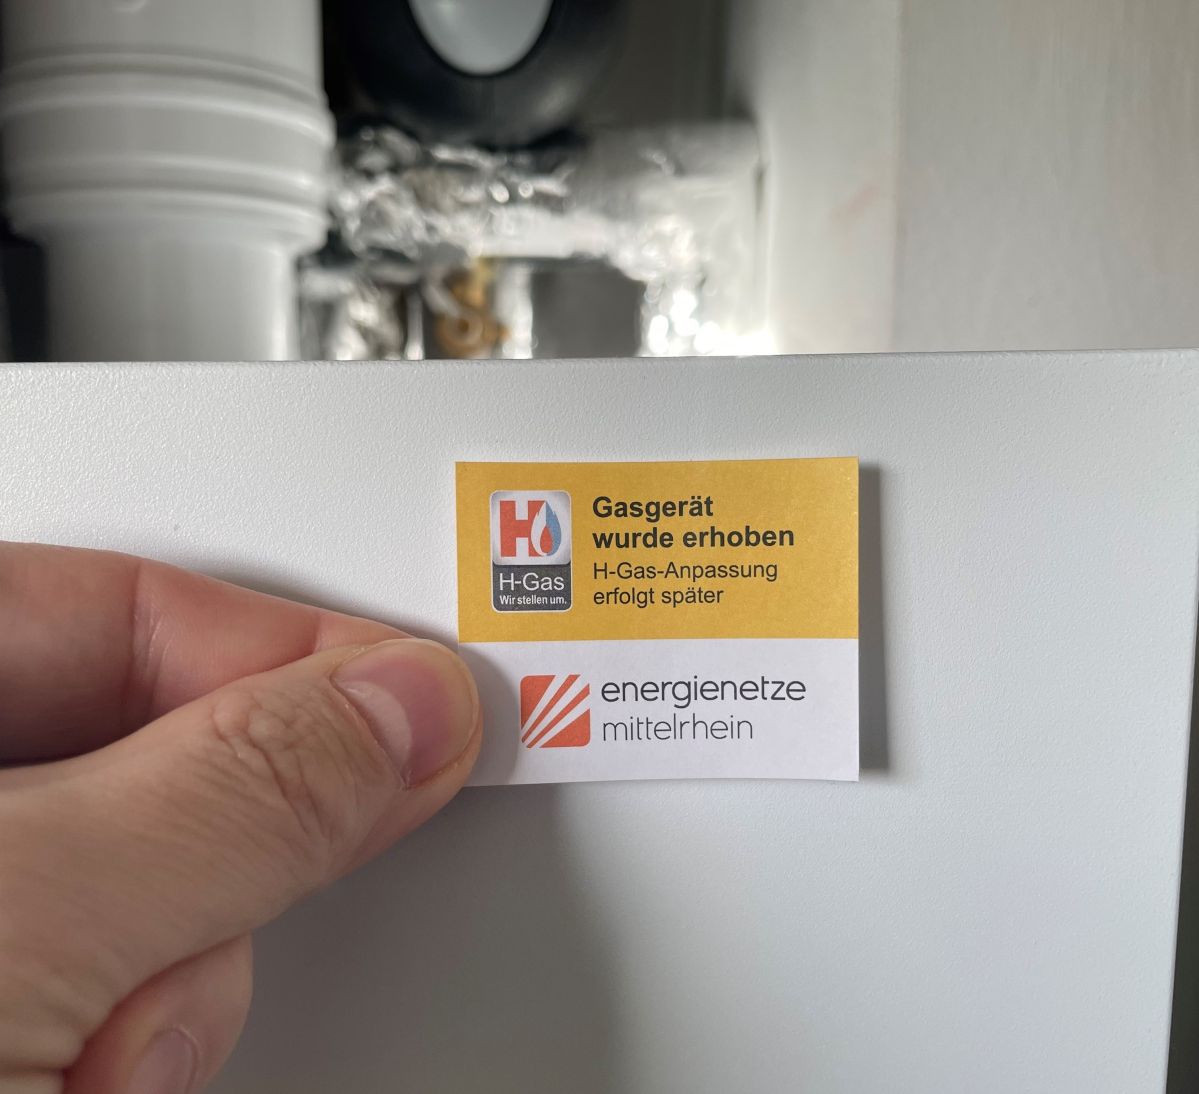 H
H-Gas
Wir stellen um.
Gasgerät
wurde erhoben
H-Gas-Anpassung
erfolgt später
energienetze
mittelrhein